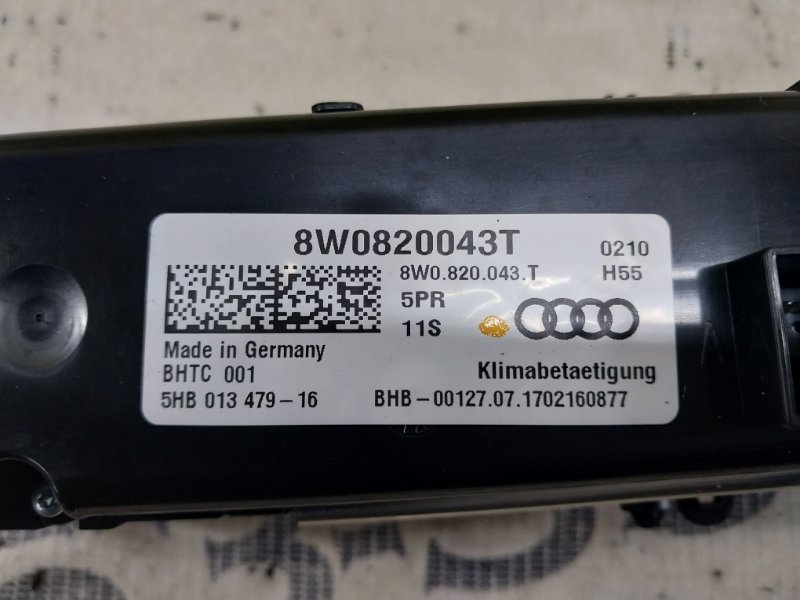 8W0820043T
0210
8W0.820.043.T
H55
5PR
11S
Made in Germany
BHTC 001
Klimabetaetigung
5HB 013 479-16
BHB-00127.07.1702160877